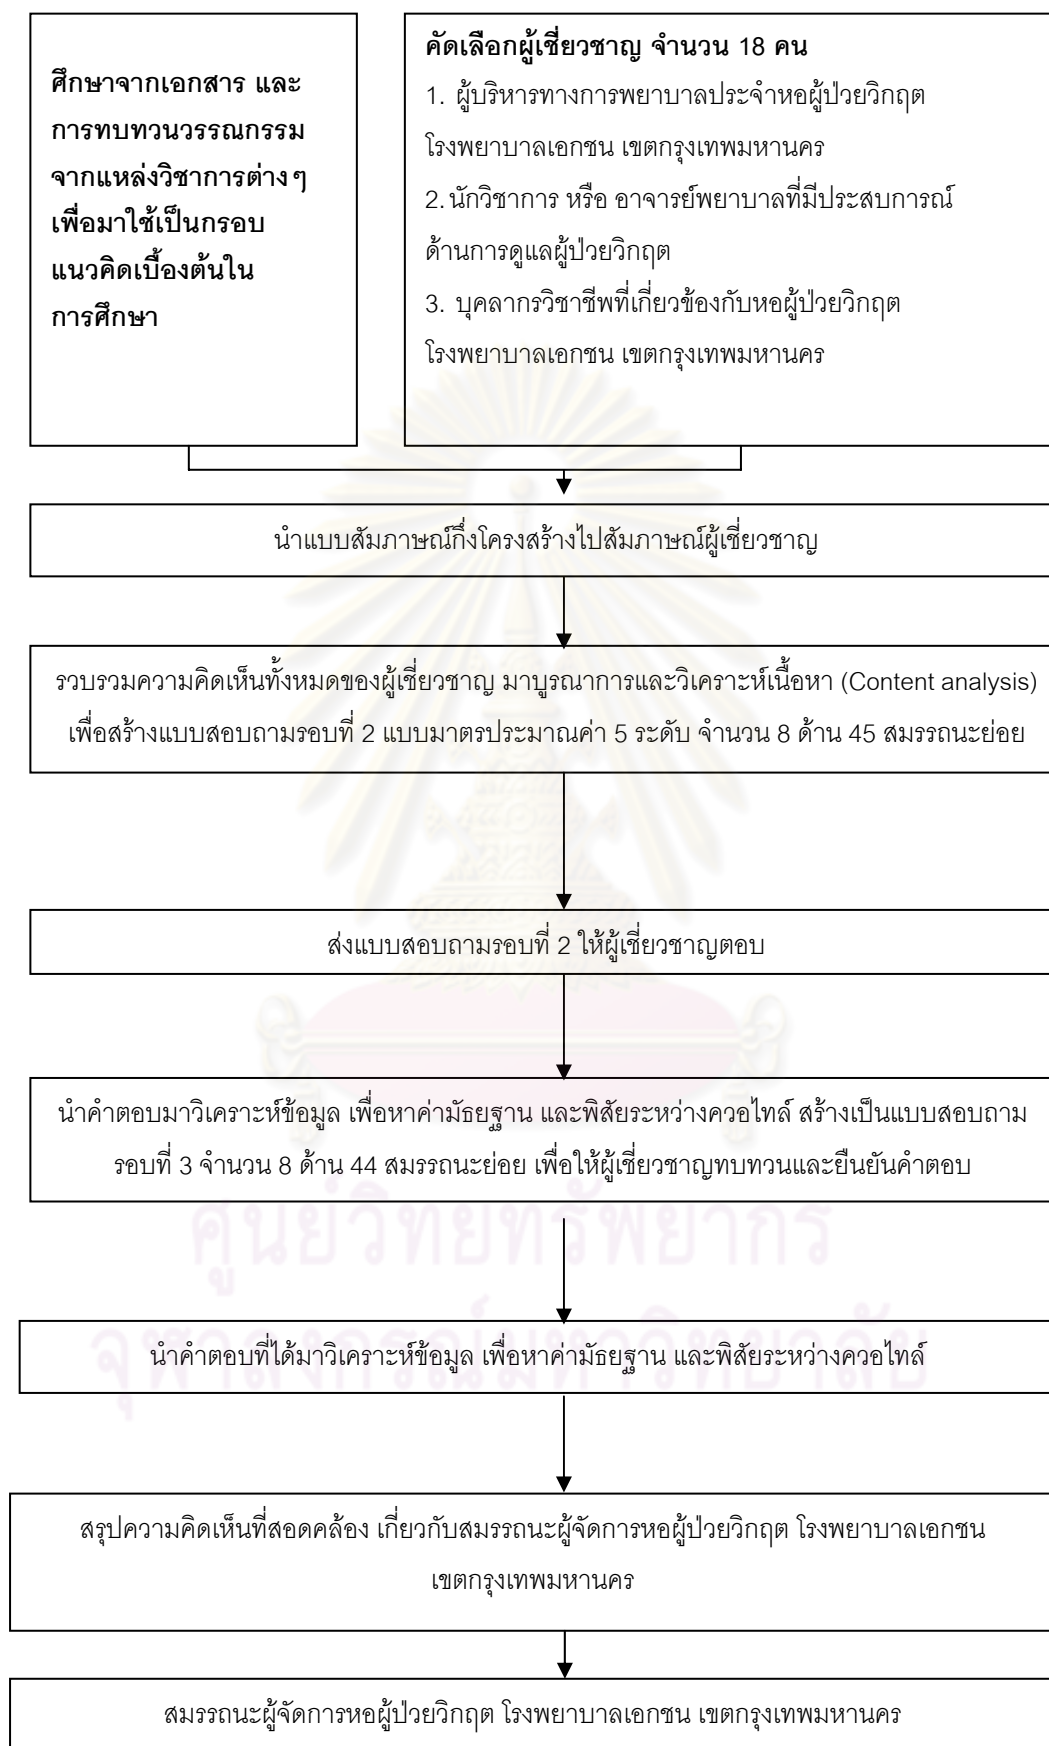 ศึกษาจากเอกสาร และ
การทบทวนวรรณกรรม
จากแหล่งวิชาการต่างๆ
เพื่อมาใช้เป็นกรอบ
แนวคิดเบื้องต้นใน
การศึกษา
คัดเลือกผู้เชี่ยวชาญ จำนวน 18 คน
1. ผู้บริหารทางการพยาบาลประจำหอผู้ป่วยวิกฤต
โรงพยาบาลเอกชน เขตกรุงเทพมหานคร
2. นักวิชาการ หรือ อาจารย์พยาบาลที่มีประสบการณ์
ด้านการดูแลผู้ป่วยวิกฤต
3. บุคลากรวิชาชีพที่เกี่ยวข้องกับหอผู้ป่วยวิกฤต
โรงพยาบาลเอกชน เขตกรุงเทพมหานคร
นำแบบสัมภาษณ์กึ่งโครงสร้างไปสัมภาษณ์ผู้เชี่ยวชาญ
รวบรวมความคิดเห็นทั้งหมดของผู้เชี่ยวชาญ มาบูรณาการและวิเคราะห์เนื้อหา (Content analysis)
เพื่อสร้างแบบสอบถามรอบที่ 2 แบบมาตรประมาณค่า 5 ระดับ จำนวน 8 ด้าน 45 สมรรถนะย่อย
ส่งแบบสอบถามรอบที่ 2 ให้ผู้เชี่ยวชาญตอบ
นำคำตอบมาวิเคราะห์ข้อมูล เพื่อหาค่ามัธยฐาน และพิสัยระหว่างควอไทล์ สร้างเป็นแบบสอบถาม
รอบที่ 3 จำนวน 8 ด้าน 44 สมรรถนะย่อย เพื่อให้ผู้เชี่ยวชาญทบทวนและยืนยันคำตอบ
ศูนย์วิทยทรัพยากร
จุฬาลงกรณ์มหาวิทยาลัย
นำคำตอบที่ได้มาวิเคราะห์ข้อมูล เพื่อหาค่ามัธยฐาน และพิสัยระหว่างควอไทล์
สรุปความคิดเห็นที่สอดคล้อง เกี่ยวกับสมรรถนะผู้จัดการหอผู้ป่วยวิกฤต โรงพยาบาลเอกชน
เขตกรุงเทพมหานคร
สมรรถนะผู้จัดการหอผู้ป่วยวิกฤต โรงพยาบาลเอกชน เขตกรุงเทพมหานคร